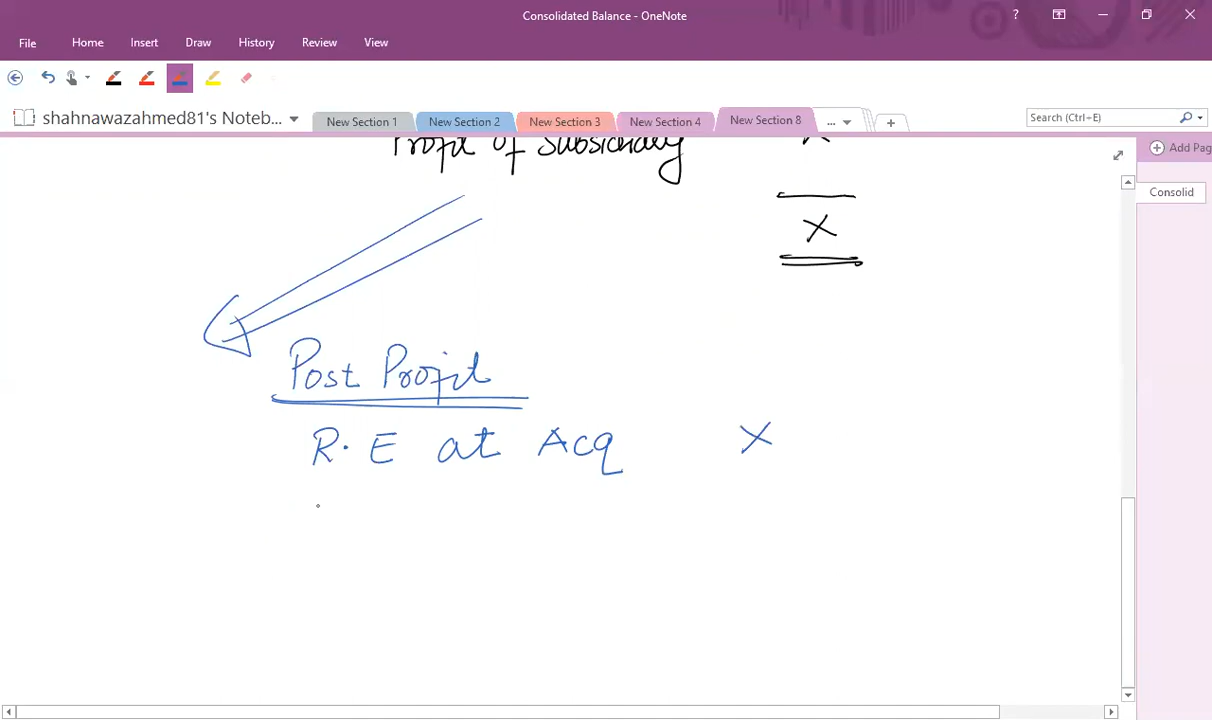 Consolidated Balance - OneNote
?
File Home Insert Draw History Review View
shahnawazahmed81's Noteb... New Section 1 New Section 2 New Section 3 New Section 4 New Section 8 ... Search (Ctrl+E)
Add Pag
Consolid
Profit of Subsidiary X
X
Post Profit
R.E at Acq X